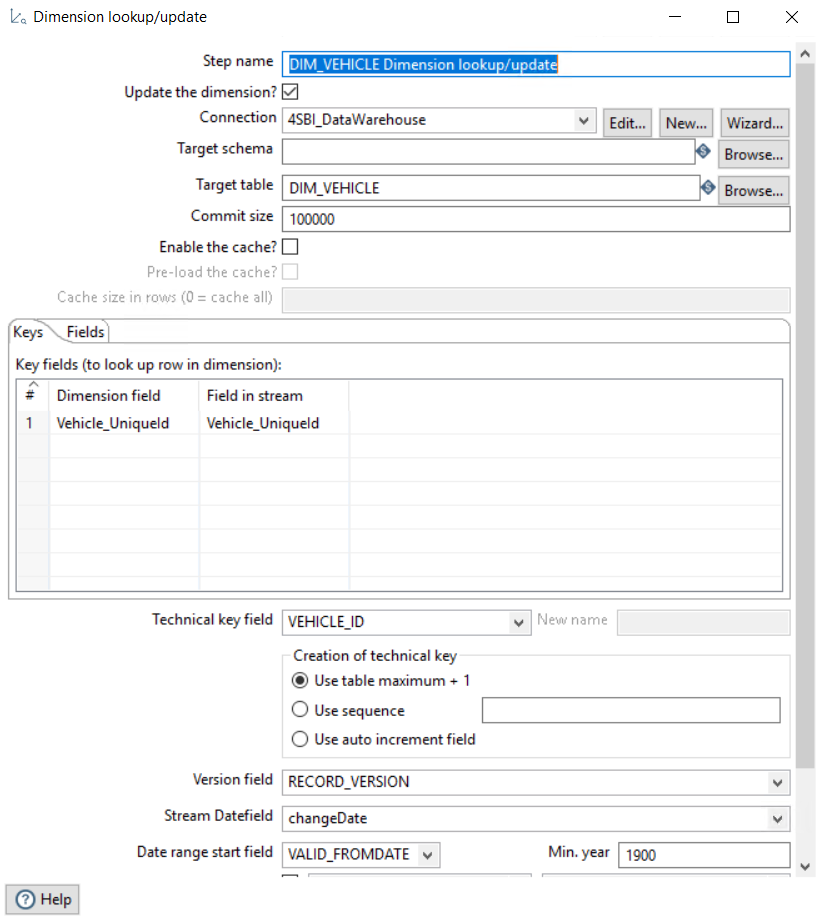 Dimension lookup/update
Step name DIM_VEHICLE Dimension lookup/update
Update the dimension?
Connection 4SBI_DataWarehouse Edit... New... Wizard...
Target schema Browse...
Target table DIM_VEHICLE Browse...
Commit size 100000
Enable the cache?
Pre-load the cache?
Cache size in rows (0 = cache all)
Keys Fields
Key fields (to look up row in dimension):
# Dimension field Field in stream
1 Vehicle_UniqueId Vehicle_UniqueId
Technical key field VEHICLE_ID New name
Creation of technical key
Use table maximum + 1
Use sequence
Use auto increment field
Version field RECORD_VERSION
Stream Datefield changeDate
Date range start field VALID_FROMDATE Min. year 1900
Help